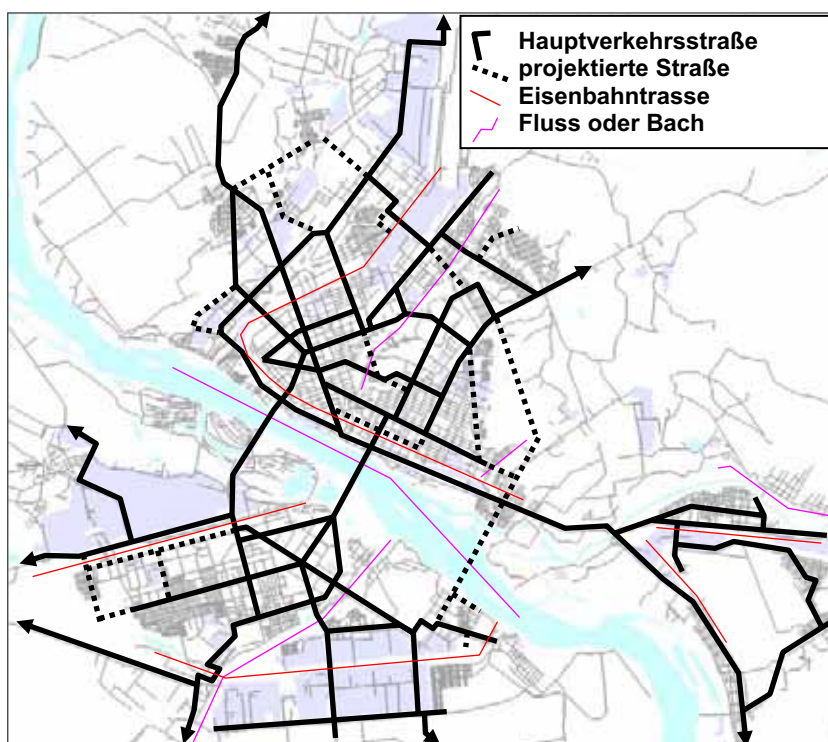 Hauptverkehrsstraße
projektierte Straße
Eisenbahntrasse
Fluss oder Bach